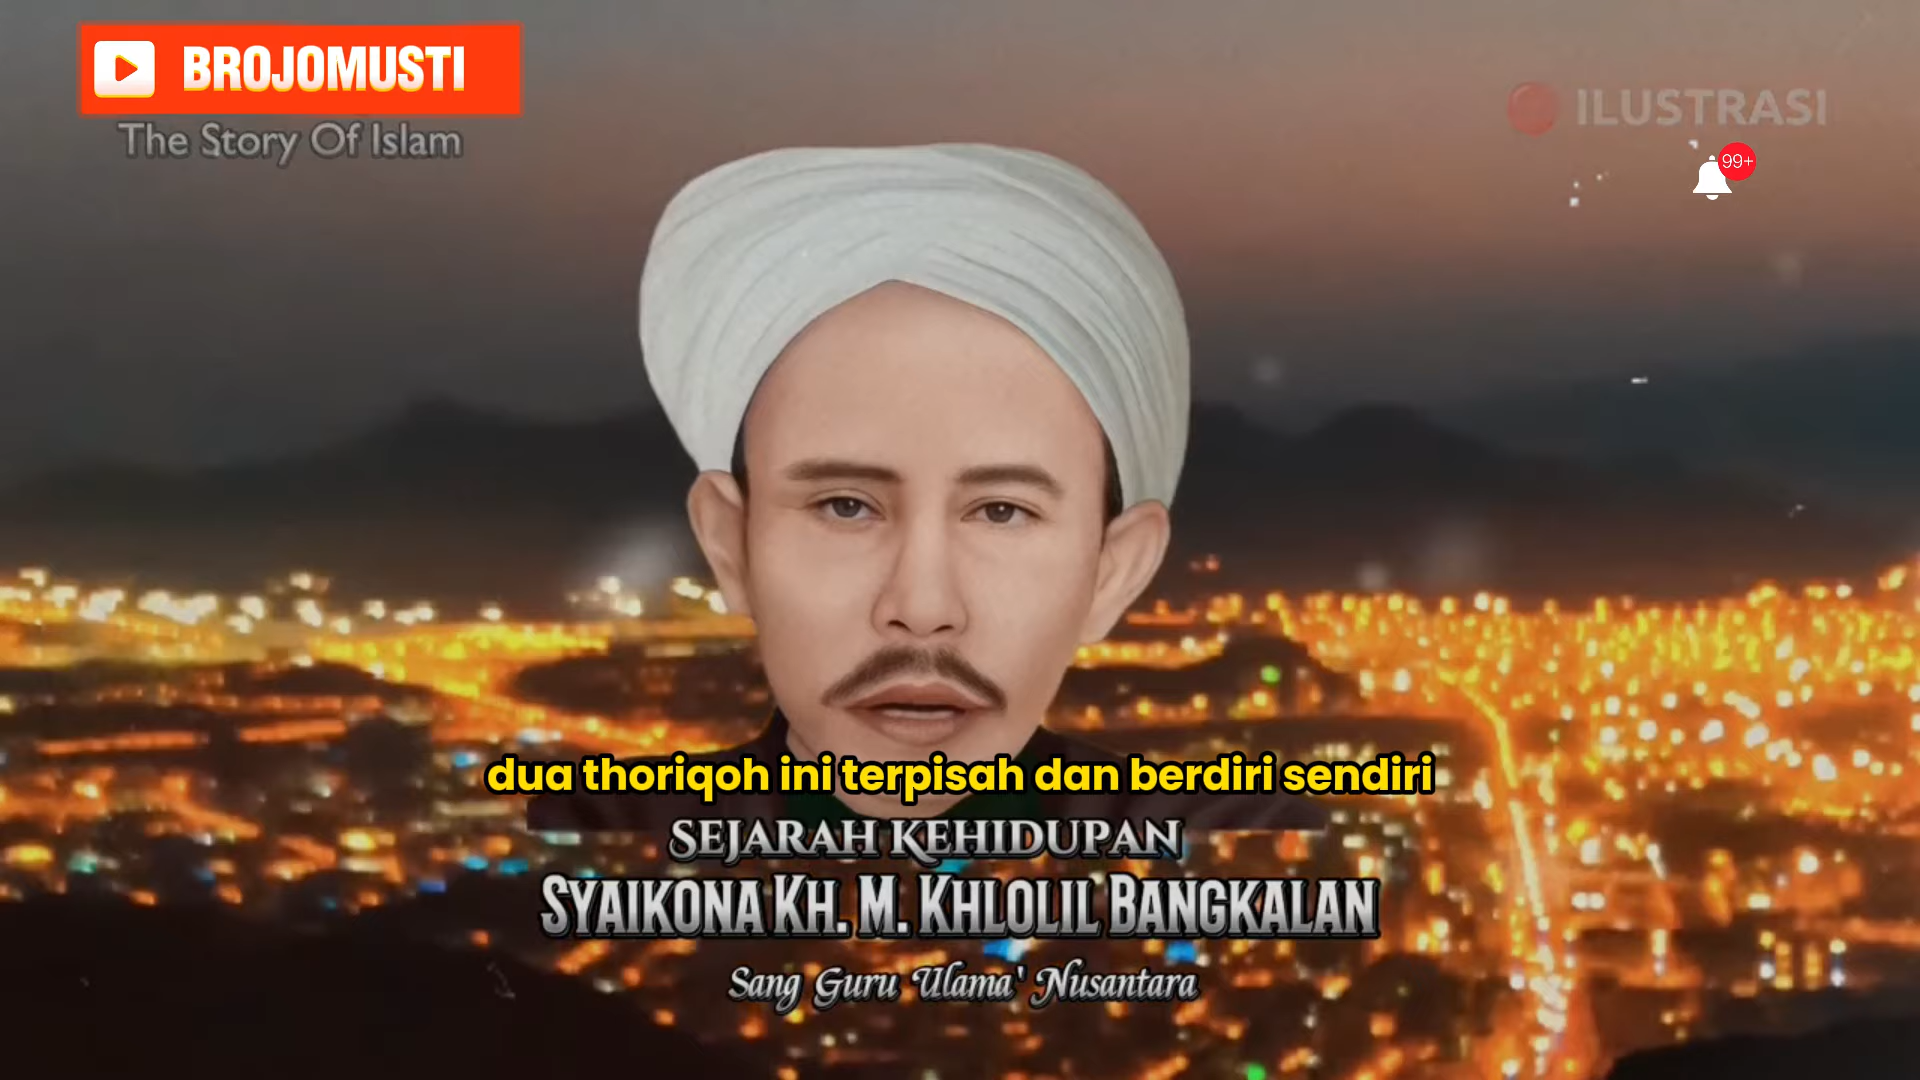 BROJOMUSTI
The Story Of Islam
ILUSTRASI
99+
dua thoriqoh ini terpisah dan berdiri sendiri
SEJARAH KEHIDUPAN
SYAIKONA KH. M. KHLOLIL BANGKALAN
Sang Guru Ulama' Nusantara